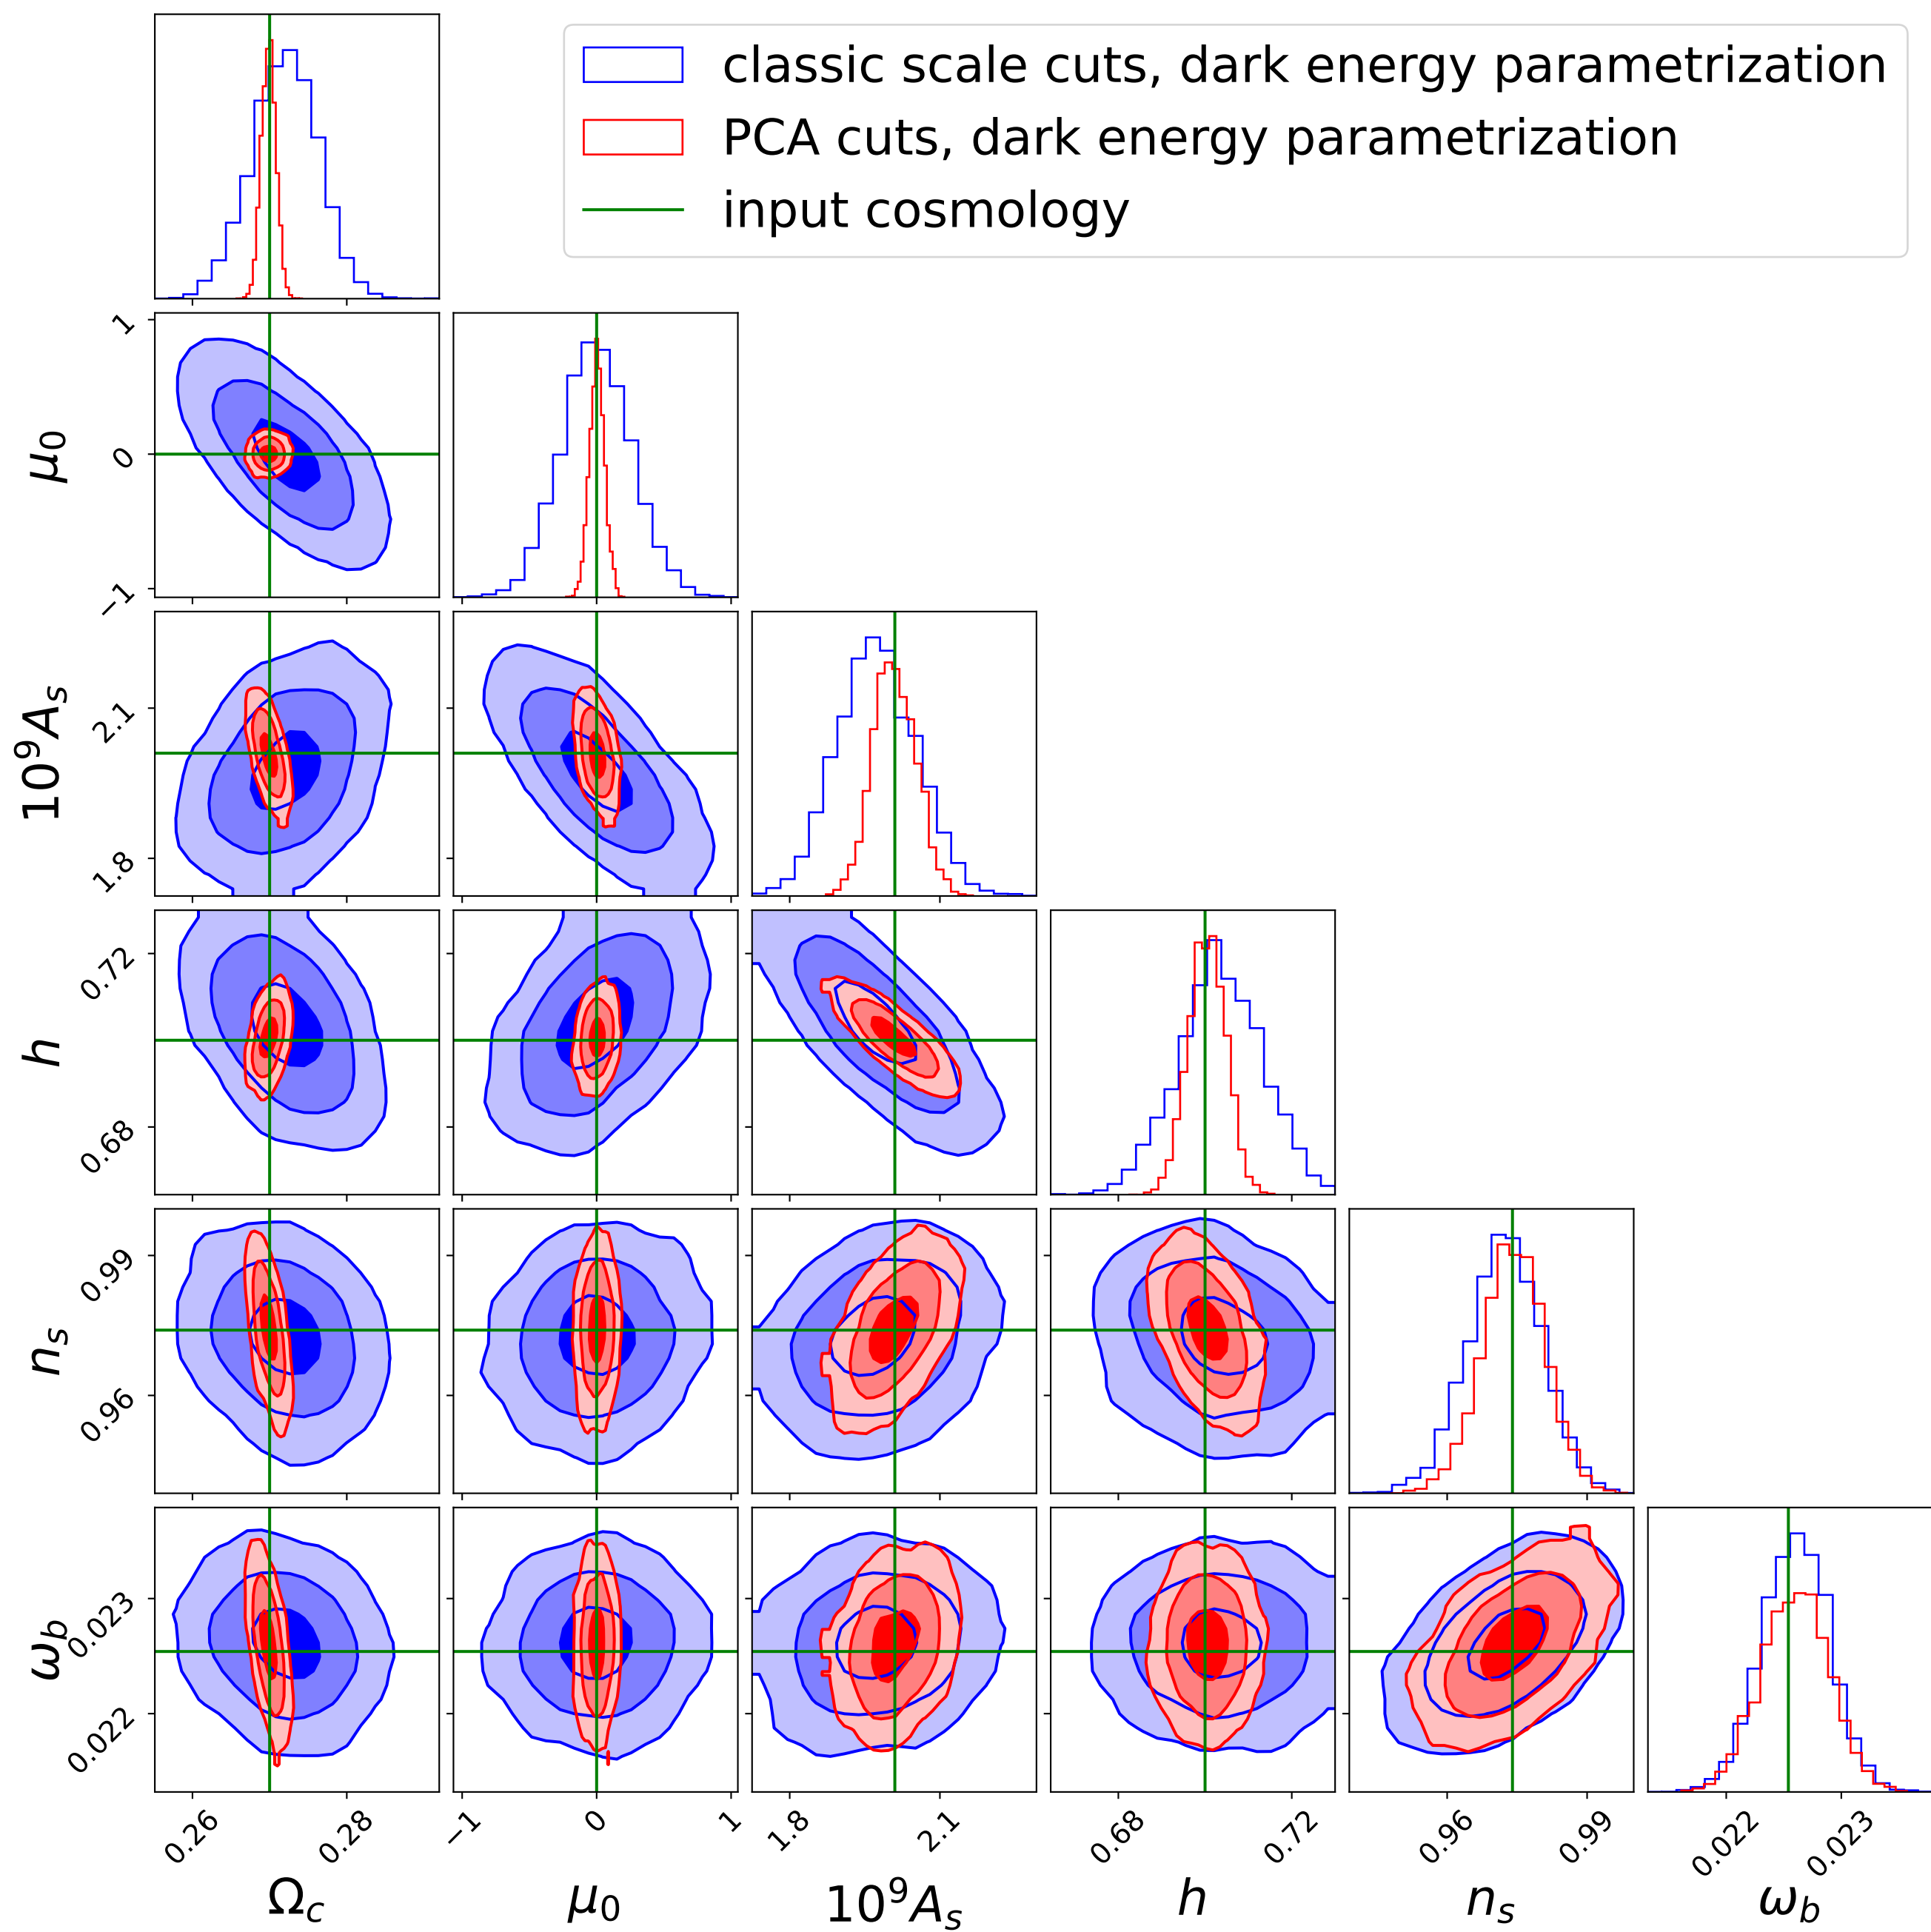 classic scale cuts, dark energy parametrization
PCA cuts, dark energy parametrization
input cosmology
μ0
1
0
−1
10⁹As
2.1
1.8
h
0.72
0.68
ns
0.99
0.96
ωb
0.023
0.022
0.26 0.28 −1 0 1 1.8 2.1 0.68 0.72 0.96 0.99 0.022 0.023
Ωc μ0 10⁹As h ns ωb